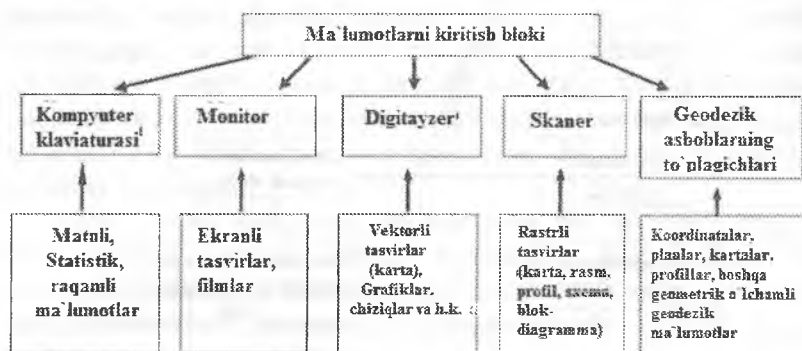 Ma`lumotlarni kiritish bloki
Kompyuter
klaviaturasi
Monitor
Digitayzer
Skaner
Geodezik
asboblarning
to`plagichlari
Matnli,
Statistik,
raqamli
ma`lumotlar
Ekranli
tasvirlar,
filmlar
Vektorli
tasvirlar
(karta),
Grafiklar,
chiziqlar va h.k.
Rastrli
tasvirlar
(karta, rasm,
profil, sxema,
blok-
diagramma)
Koordinatalar,
planlar, kartalar,
profillar, boshqa
geometrik o`lchamli
geodezik
ma`lumotlar